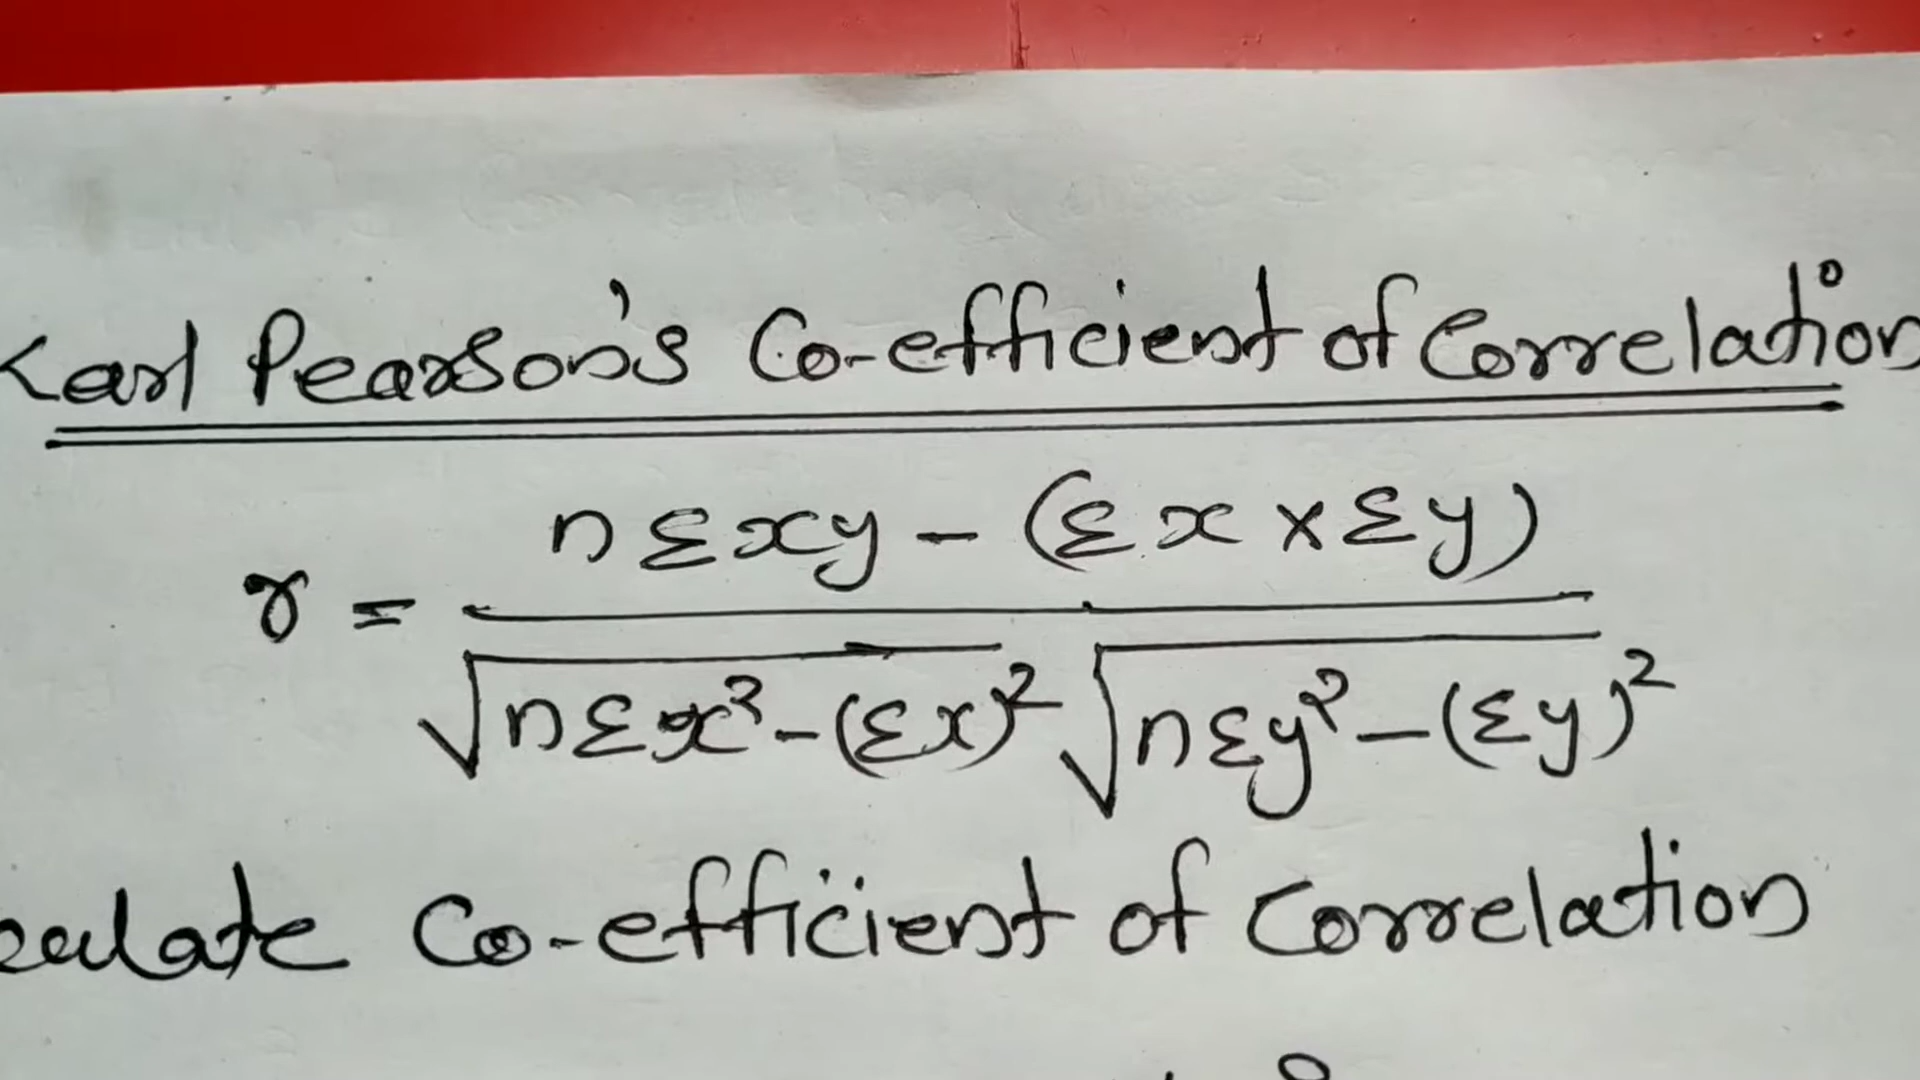 Karl Pearson's Co-efficient of Correlation
r = nΣxy - (Σx × Σy) / √nΣx² - (Σx)² √nΣy² - (Σy)²
culate Co-efficient of Correlation